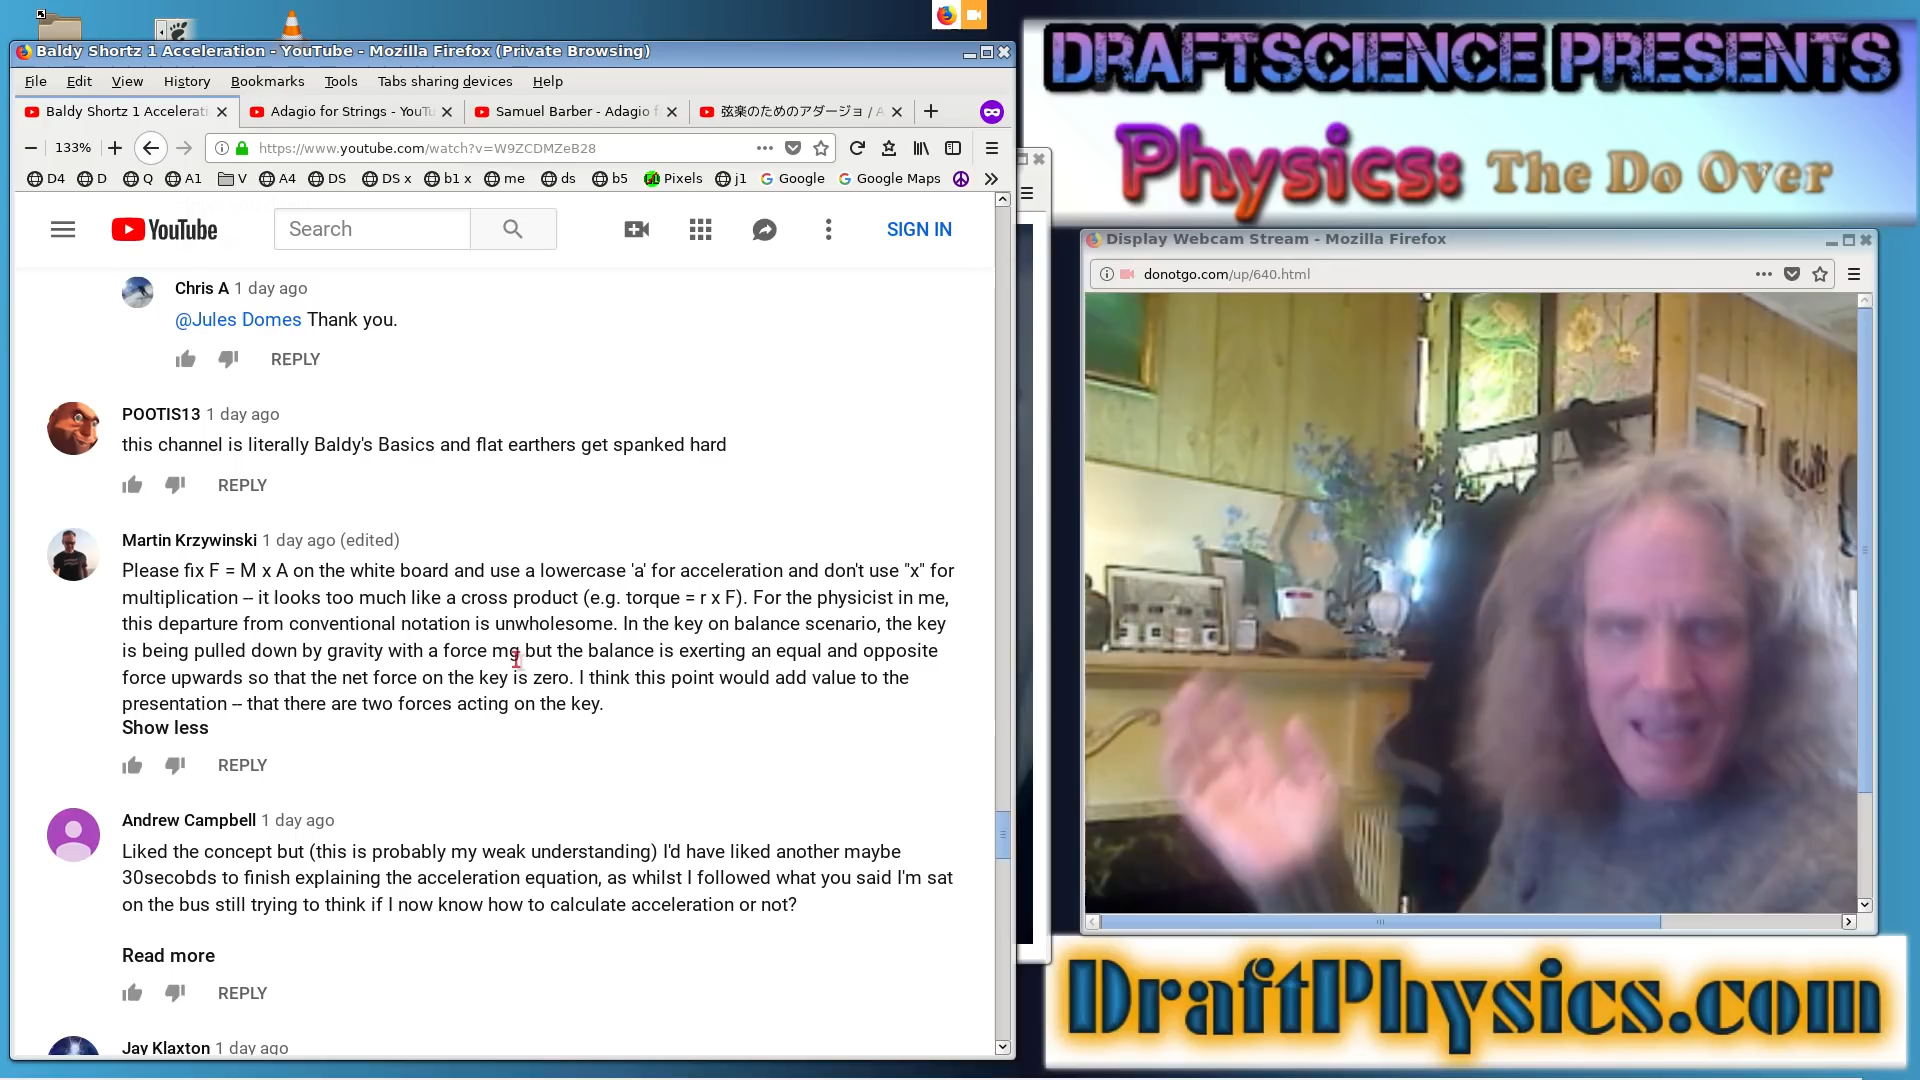 Baldy Shortz 1 Acceleration - YouTube - Mozilla Firefox (Private Browsing)
File Edit View History Bookmarks Tools Tabs sharing devices Help
Baldy Shortz 1 Accelerati
Adagio for Strings - YouTu
Samuel Barber - Adagio f
弦楽のためのアダージョ / A
133%
https://www.youtube.com/watch?v=W9ZCDMZeB28
D4 D Q A1 V A4 DS DS x b1 x me ds b5 Pixels j1 Google Google Maps
YouTube
Search
SIGN IN
Chris A 1 day ago
@Jules Domes Thank you.
REPLY
POOTIS13 1 day ago
this channel is literally Baldy's Basics and flat earthers get spanked hard
REPLY
Martin Krzywinski 1 day ago (edited)
Please fix F = M x A on the white board and use a lowercase 'a' for acceleration and don't use "x" for
multiplication -- it looks too much like a cross product (e.g. torque = r x F). For the physicist in me,
this departure from conventional notation is unwholesome. In the key on balance scenario, the key
is being pulled down by gravity with a force mg but the balance is exerting an equal and opposite
force upwards so that the net force on the key is zero. I think this point would add value to the
presentation -- that there are two forces acting on the key.
Show less
REPLY
Andrew Campbell 1 day ago
Liked the concept but (this is probably my weak understanding) I'd have liked another maybe
30secobds to finish explaining the acceleration equation, as whilst I followed what you said I'm sat
on the bus still trying to think if I now know how to calculate acceleration or not?
Read more
REPLY
Jay Klaxton 1 day ago
DRAFTSCIENCE PRESENTS
Physics: The Do Over
Display Webcam Stream - Mozilla Firefox
donotgo.com/up/640.html
DraftPhysics.com